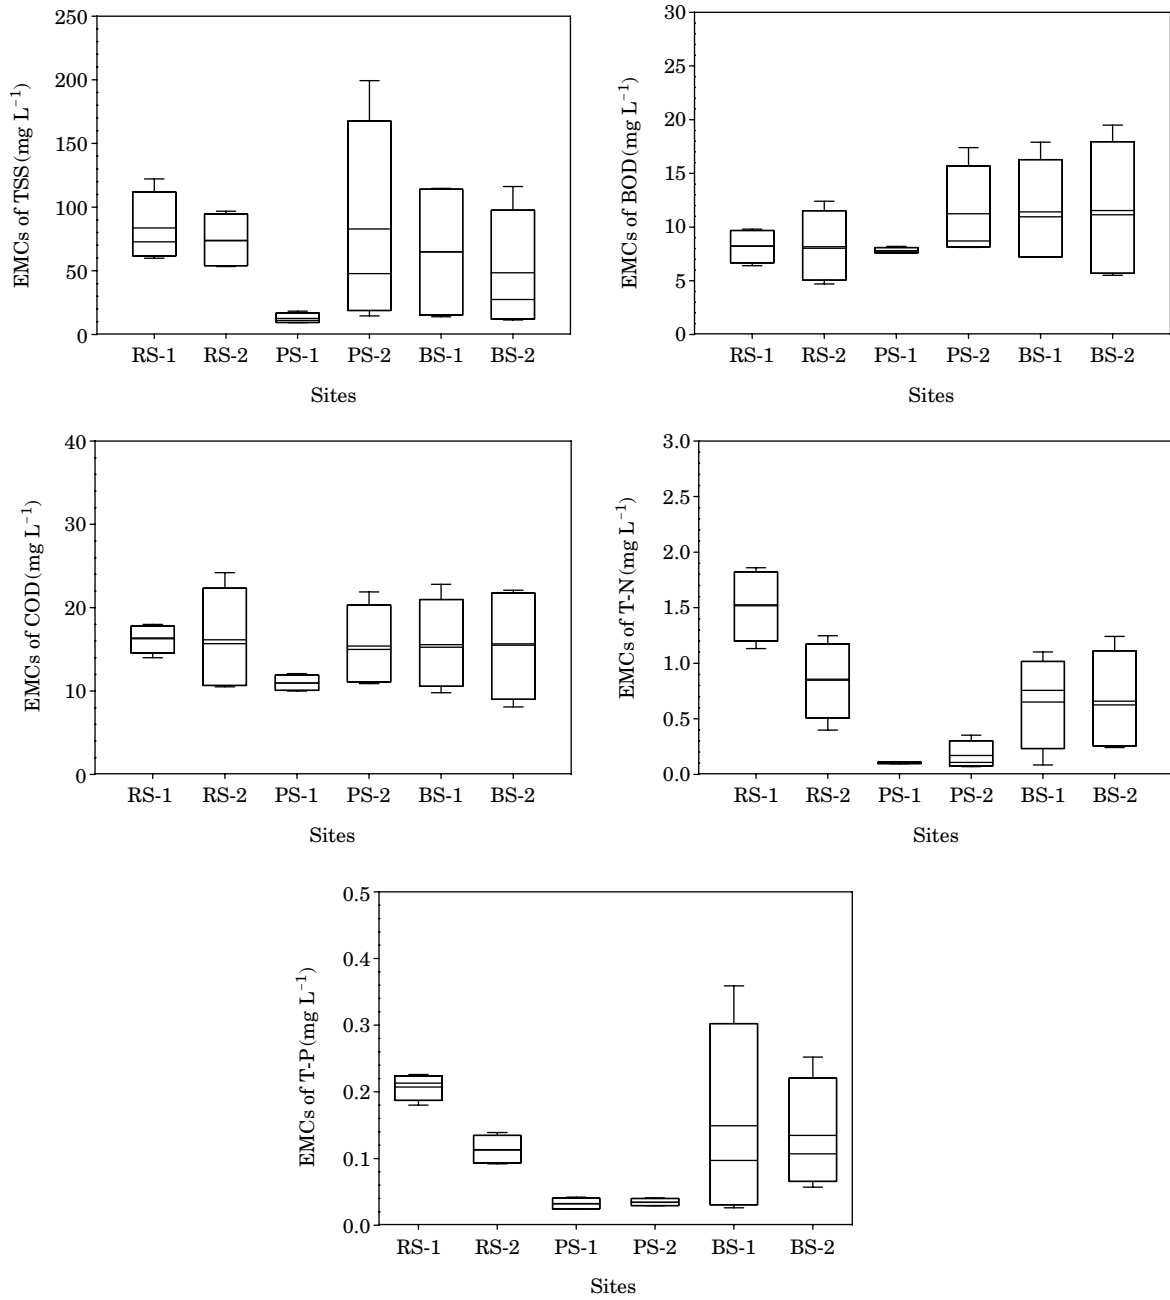 EMCs of TSS (mg L⁻¹)
250
200
150
100
50
0
RS-1 RS-2 PS-1 PS-2 BS-1 BS-2
Sites
EMCs of BOD (mg L⁻¹)
30
25
20
15
10
5
0
RS-1 RS-2 PS-1 PS-2 BS-1 BS-2
Sites
EMCs of COD (mg L⁻¹)
40
30
20
10
0
RS-1 RS-2 PS-1 PS-2 BS-1 BS-2
Sites
EMCs of T-N (mg L⁻¹)
3.0
2.5
2.0
1.5
1.0
0.5
0.0
RS-1 RS-2 PS-1 PS-2 BS-1 BS-2
Sites
EMCs of T-P (mg L⁻¹)
0.5
0.4
0.3
0.2
0.1
0.0
RS-1 RS-2 PS-1 PS-2 BS-1 BS-2
Sites